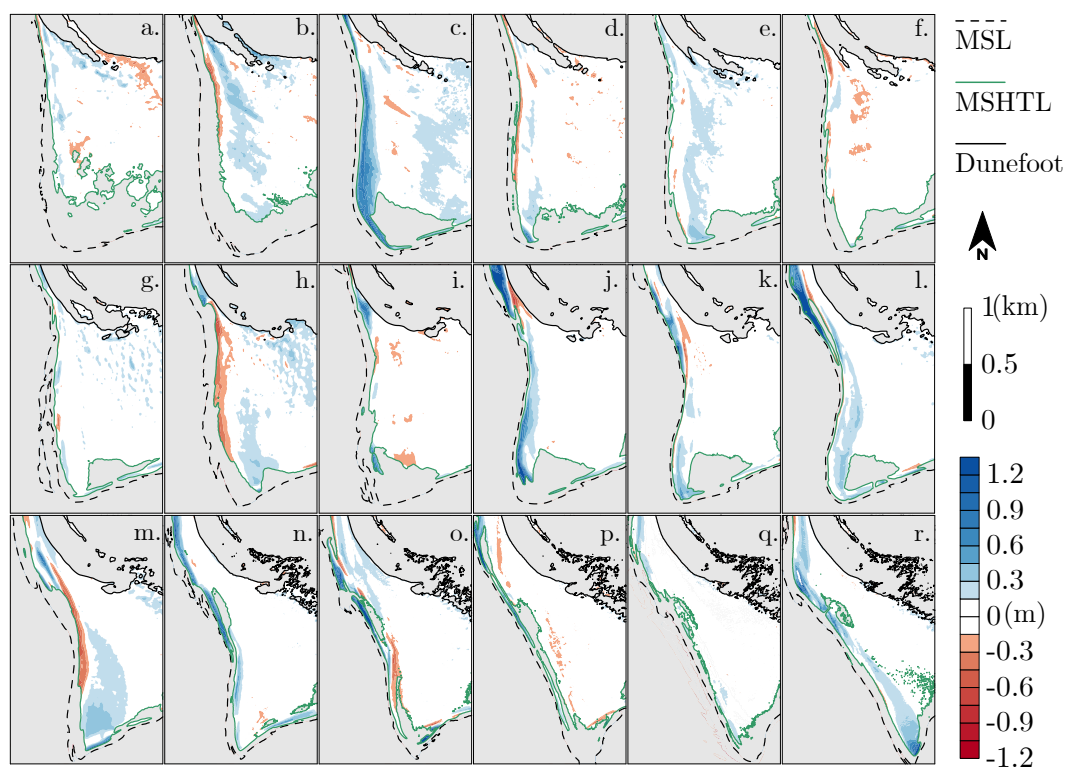 a. b. c. d. e. f.
MSL
MSHTL
Dunefoot
N
g. h. i. j. k. l.
1(km)
0.5
0
1.2
0.9
0.6
0.3
0 (m)
-0.3
-0.6
-0.9
-1.2
m. n. o. p. q. r.